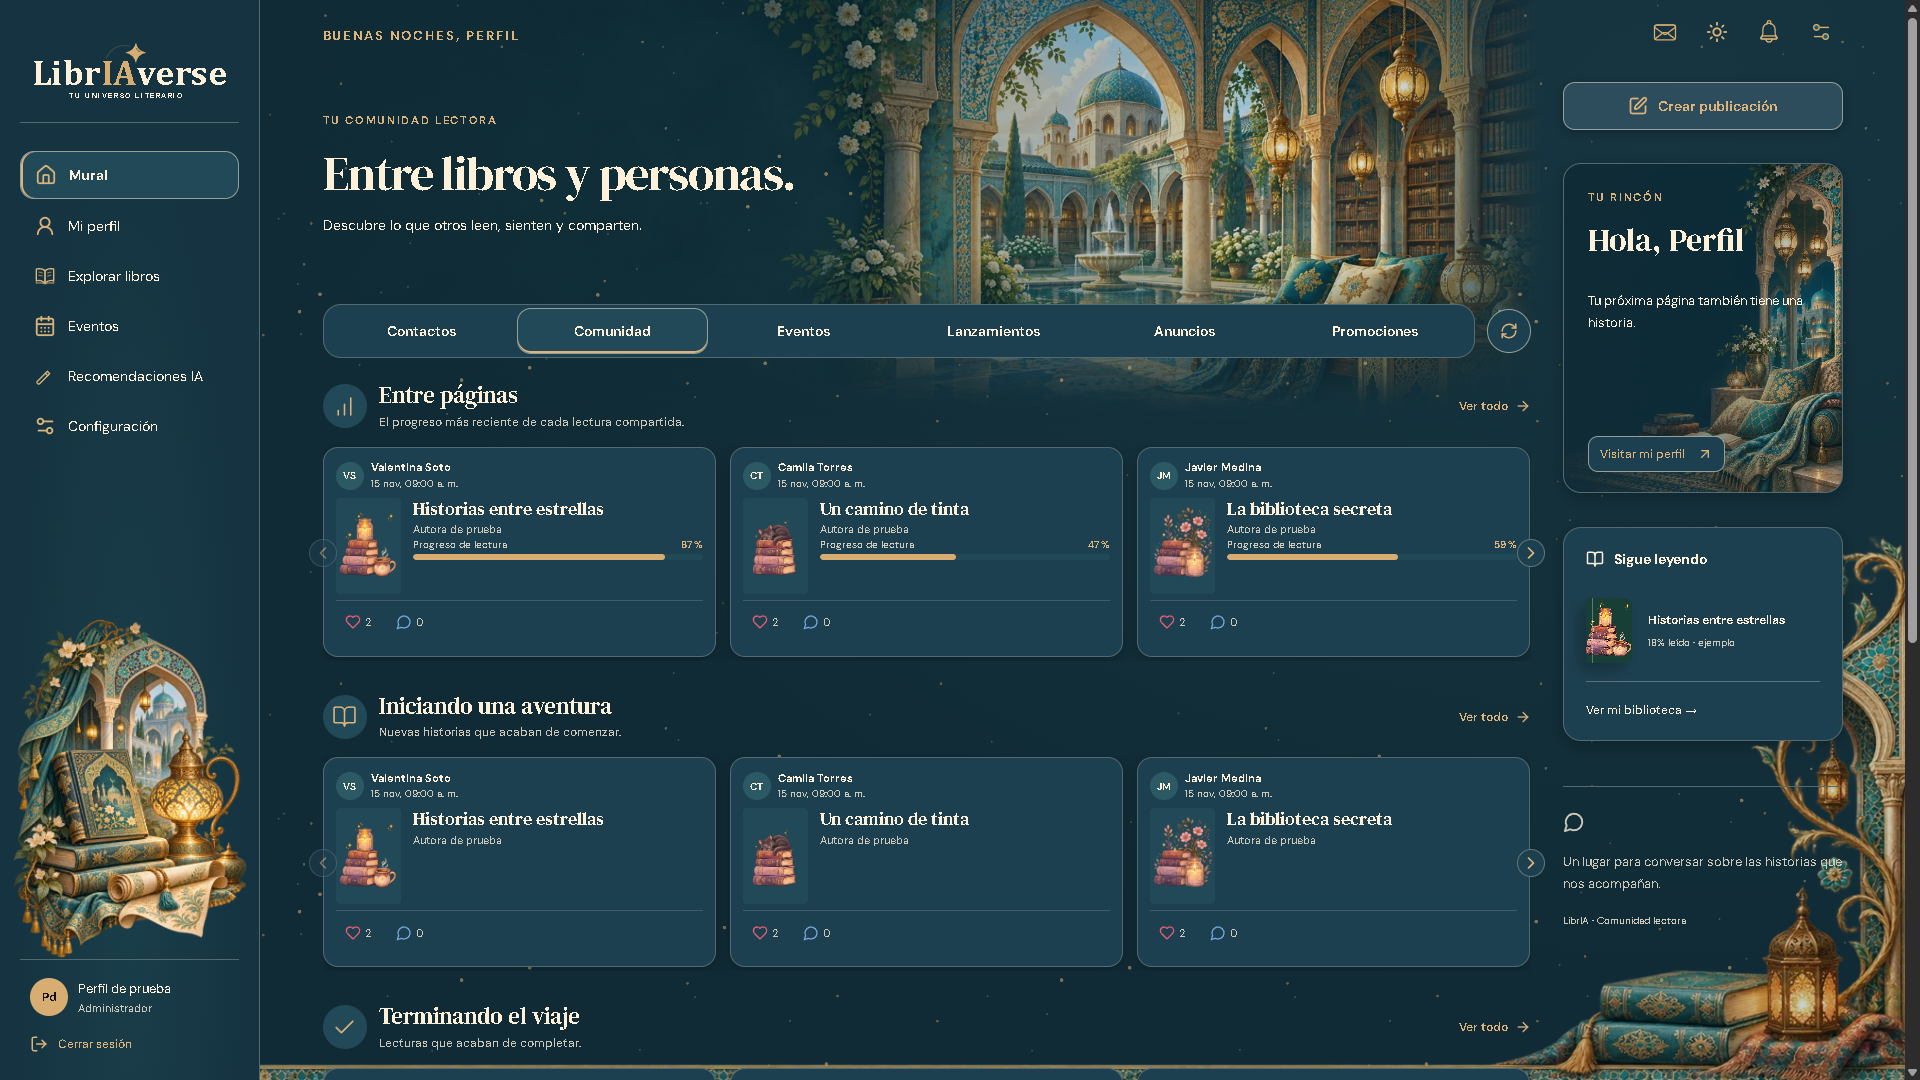 LibrIAverse
TU UNIVERSO LITERARIO
Mural
Mi perfil
Explorar libros
Eventos
Recomendaciones IA
Configuración
Pd
Perfil de prueba
Administrador
Cerrar sesión
BUENAS NOCHES, PERFIL
TU COMUNIDAD LECTORA
Entre libros y personas.
Descubre lo que otros leen, sienten y comparten.
Contactos
Comunidad
Eventos
Lanzamientos
Anuncios
Promociones
Entre páginas
El progreso más reciente de cada lectura compartida.
Ver todo →
VS
Valentina Soto
15 nov, 09:00 a. m.
Historias entre estrellas
Autora de prueba
Progreso de lectura 87 %
2 0
CT
Camila Torres
15 nov, 09:00 a. m.
Un camino de tinta
Autora de prueba
Progreso de lectura 47 %
2 0
JM
Javier Medina
15 nov, 09:00 a. m.
La biblioteca secreta
Autora de prueba
Progreso de lectura 59 %
2 0
Iniciando una aventura
Nuevas historias que acaban de comenzar.
Ver todo →
VS
Valentina Soto
15 nov, 09:00 a. m.
Historias entre estrellas
Autora de prueba
2 0
CT
Camila Torres
15 nov, 09:00 a. m.
Un camino de tinta
Autora de prueba
2 0
JM
Javier Medina
15 nov, 09:00 a. m.
La biblioteca secreta
Autora de prueba
2 0
Terminando el viaje
Lecturas que acaban de completar.
Ver todo →
Crear publicación
TU RINCÓN
Hola, Perfil
Tu próxima página también tiene una
historia.
Visitar mi perfil
Sigue leyendo
Historias entre estrellas
18% leído · ejemplo
Ver mi biblioteca →
Un lugar para conversar sobre las historias que
nos acompañan.
LibrIA · Comunidad lectora